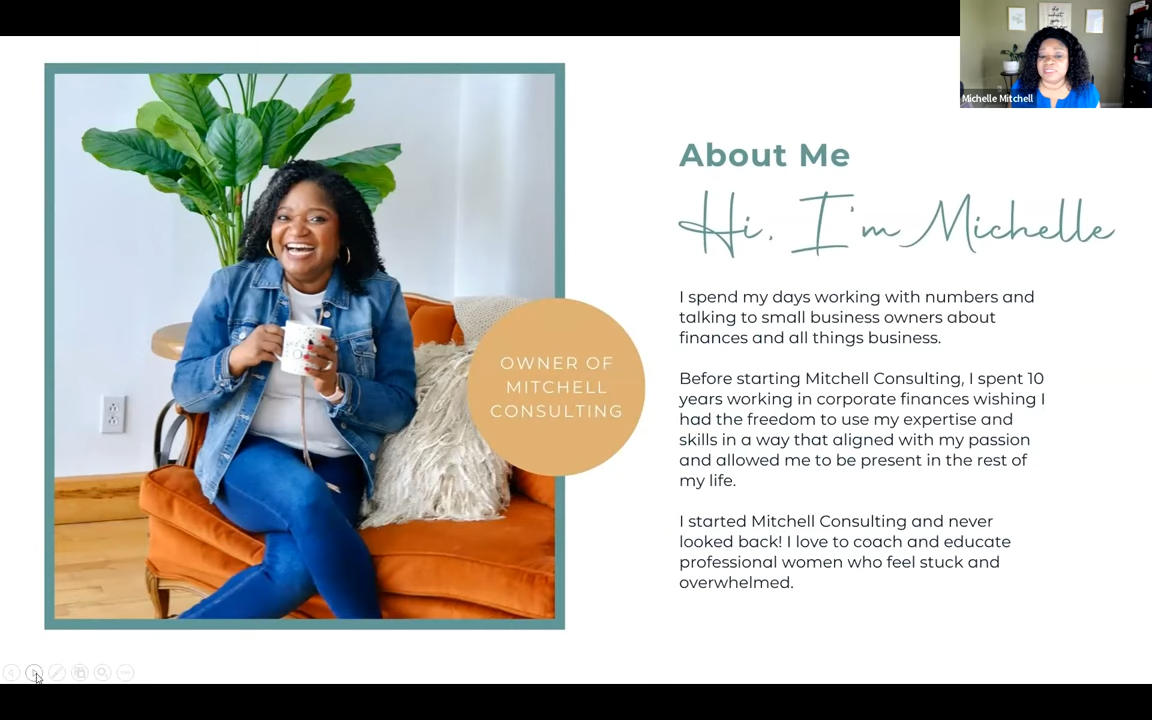 Michelle Mitchell
About Me
Hi, I'm Michelle
I spend my days working with numbers and
talking to small business owners about
finances and all things business.
Before starting Mitchell Consulting, I spent 10
years working in corporate finances wishing I
had the freedom to use my expertise and
skills in a way that aligned with my passion
and allowed me to be present in the rest of
my life.
I started Mitchell Consulting and never
looked back! I love to coach and educate
professional women who feel stuck and
overwhelmed.
OWNER OF
MITCHELL
CONSULTING